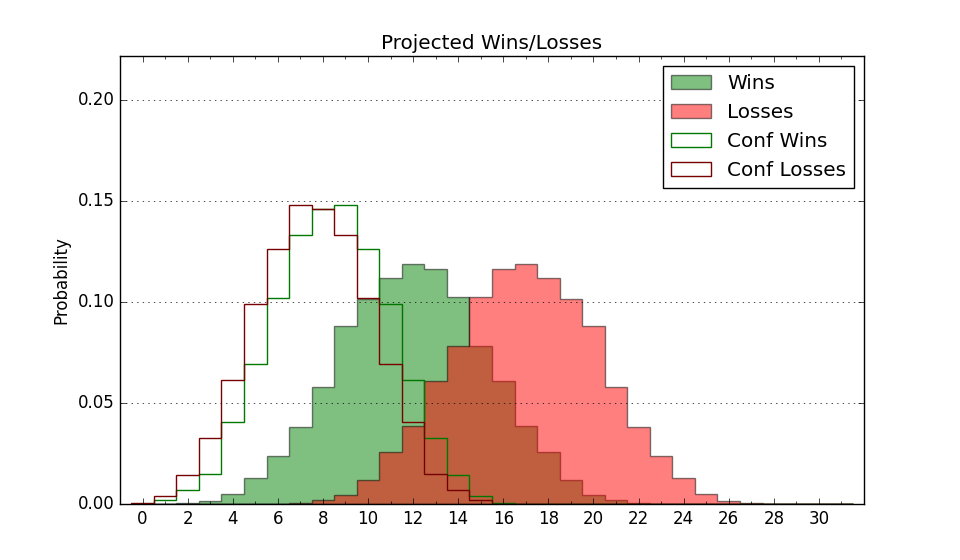 Projected Wins/Losses
Wins
Losses
Conf Wins
Conf Losses
Probability
0.20
0.15
0.10
0.05
0.00
0 2 4 6 8 10 12 14 16 18 20 22 24 26 28 30